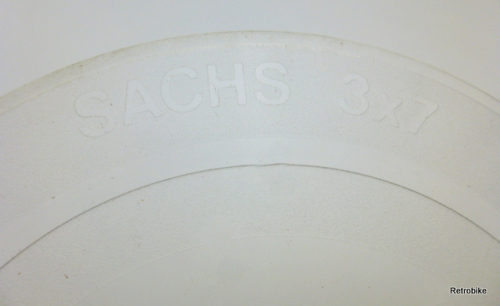 SACHS 3x7
Retrobike